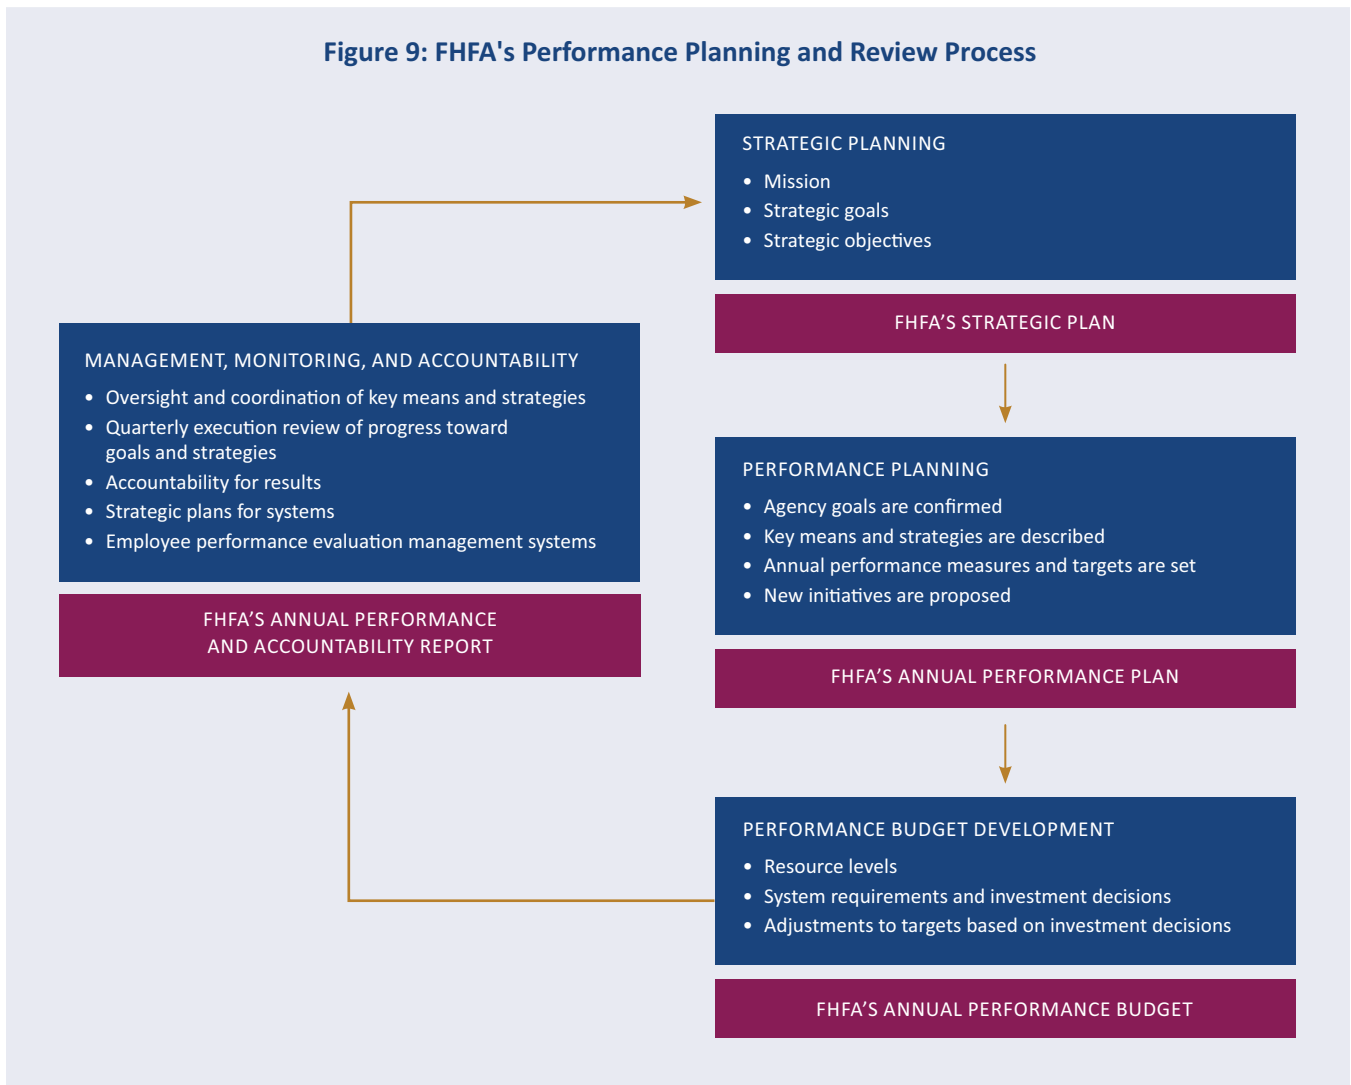 Figure 9: FHFA's Performance Planning and Review Process
STRATEGIC PLANNING
• Mission
• Strategic goals
• Strategic objectives
FHFA’S STRATEGIC PLAN
PERFORMANCE PLANNING
• Agency goals are confirmed
• Key means and strategies are described
• Annual performance measures and targets are set
• New initiatives are proposed
FHFA’S ANNUAL PERFORMANCE PLAN
PERFORMANCE BUDGET DEVELOPMENT
• Resource levels
• System requirements and investment decisions
• Adjustments to targets based on investment decisions
FHFA’S ANNUAL PERFORMANCE BUDGET
MANAGEMENT, MONITORING, AND ACCOUNTABILITY
• Oversight and coordination of key means and strategies
• Quarterly execution review of progress toward
goals and strategies
• Accountability for results
• Strategic plans for systems
• Employee performance evaluation management systems
FHFA’S ANNUAL PERFORMANCE
AND ACCOUNTABILITY REPORT